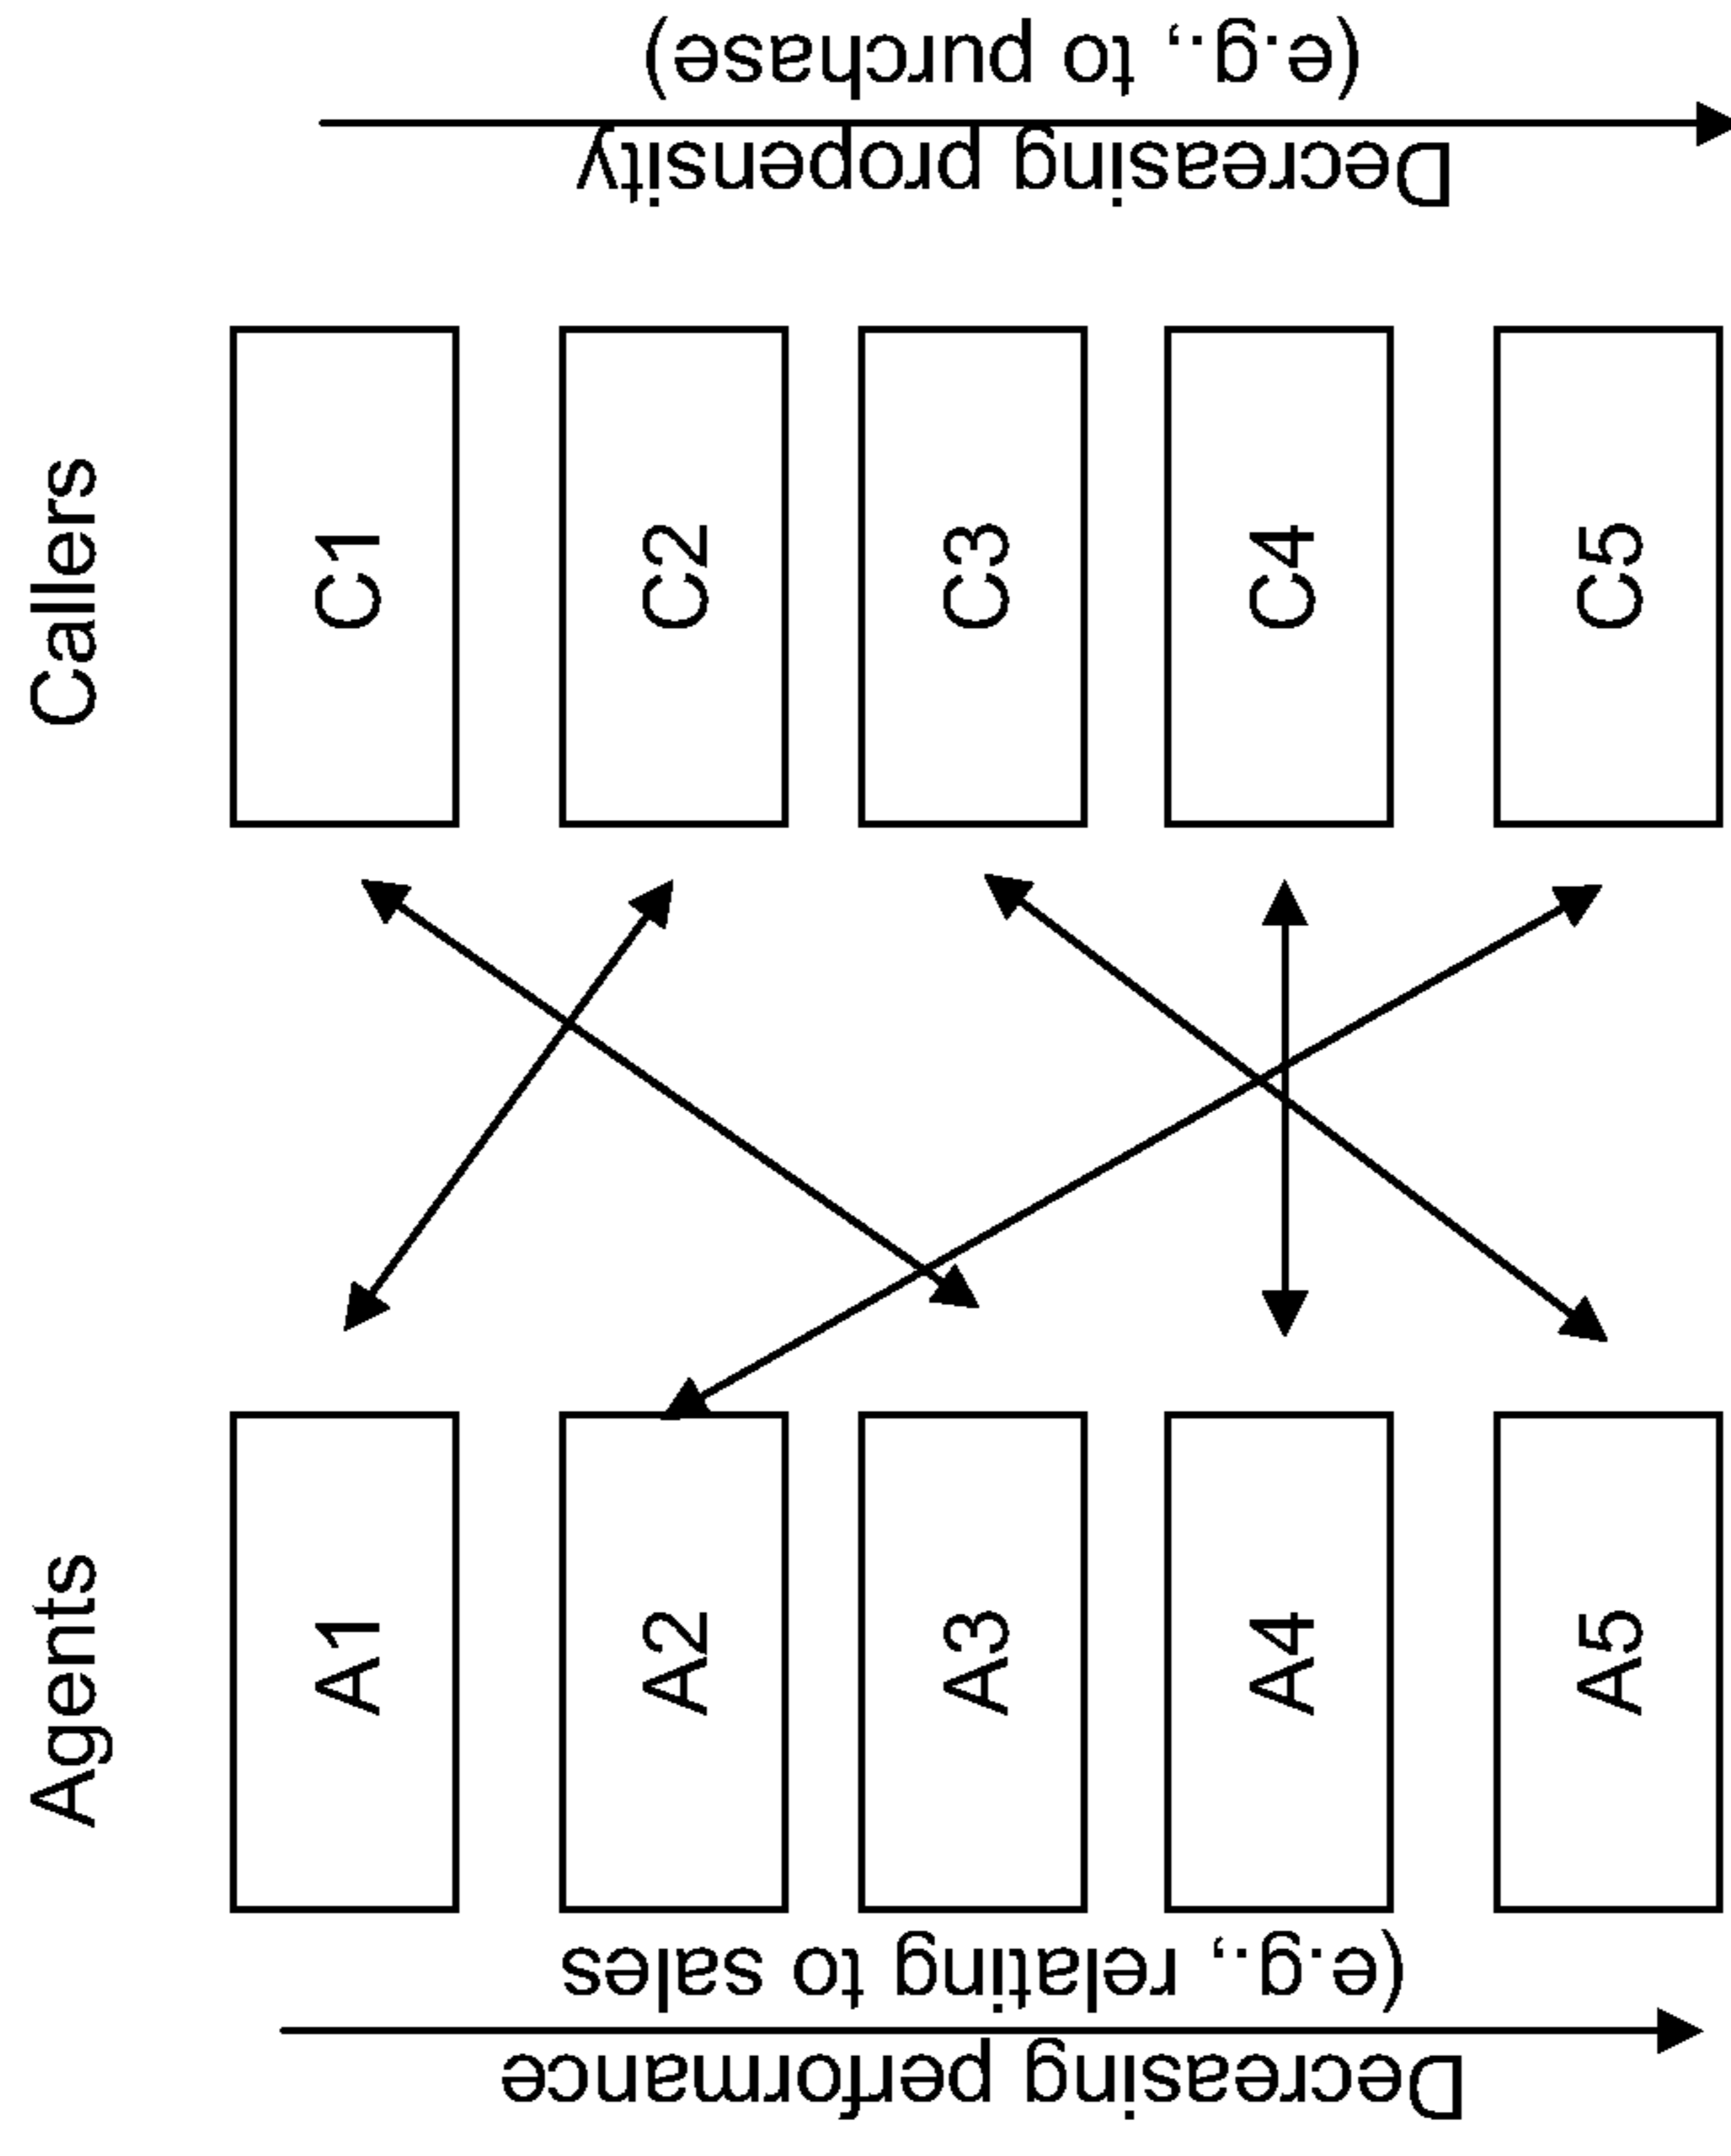 Agents
Callers
A1
C1
A2
C2
A3
C3
A4
C4
A5
C5
Decreasing performance
(e.g., relating to sales
Decreasing propensity
(e.g., to purchase)